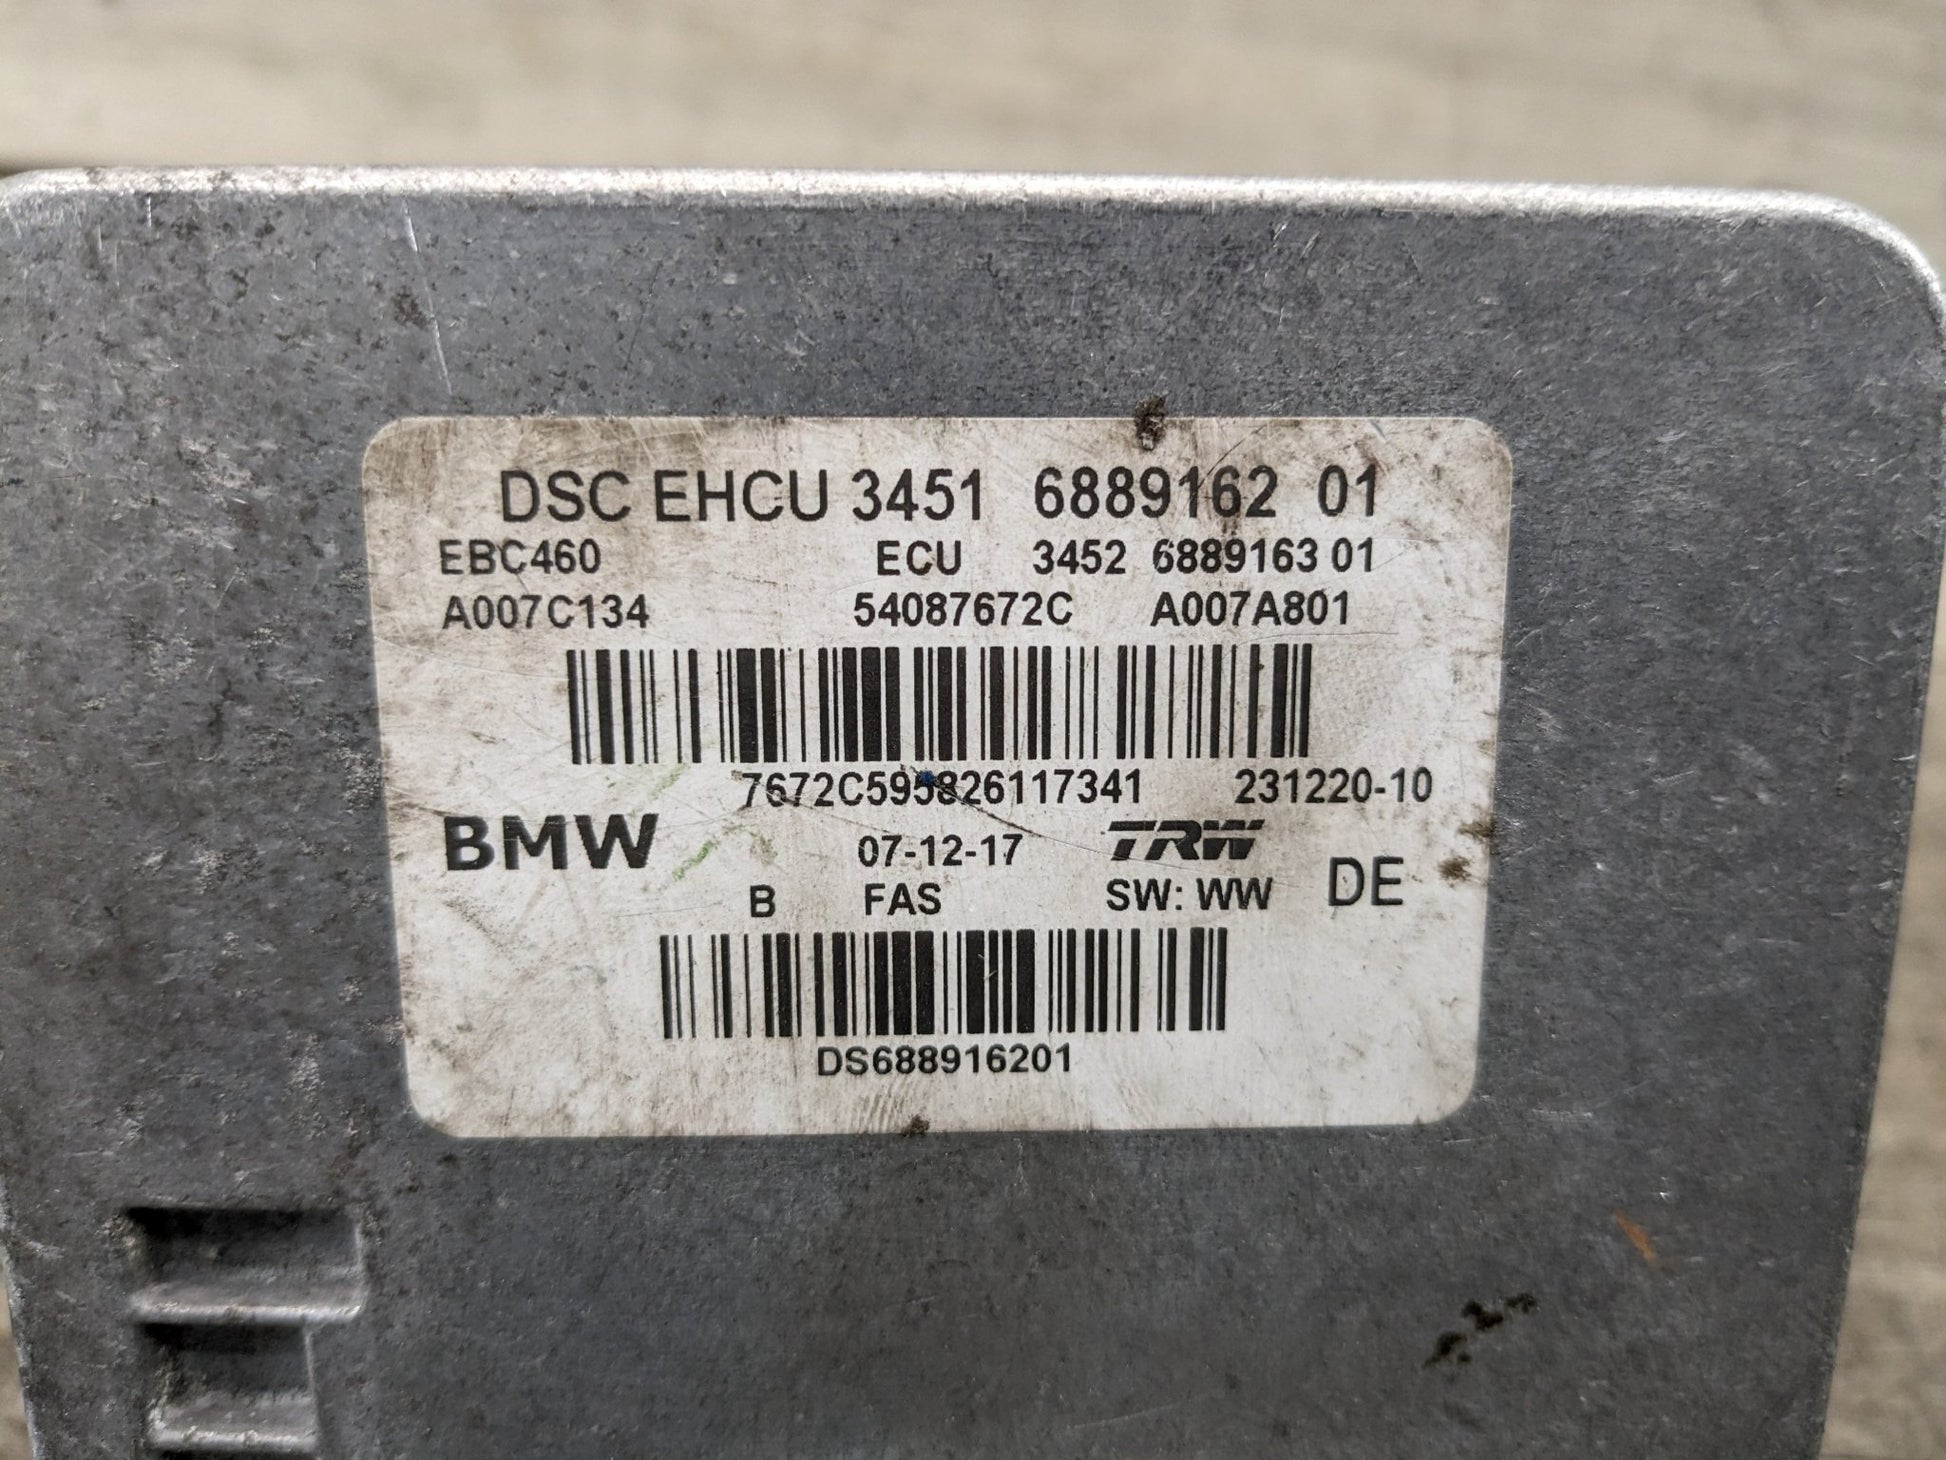 DSC EHCU 3451 6889162 01
EBC460 ECU 3452 6889163 01
A007C134 54087672C A007A801
7672C595826117341 231220-10
BMW 07-12-17 TRW DE
B FAS SW: WW
DS688916201